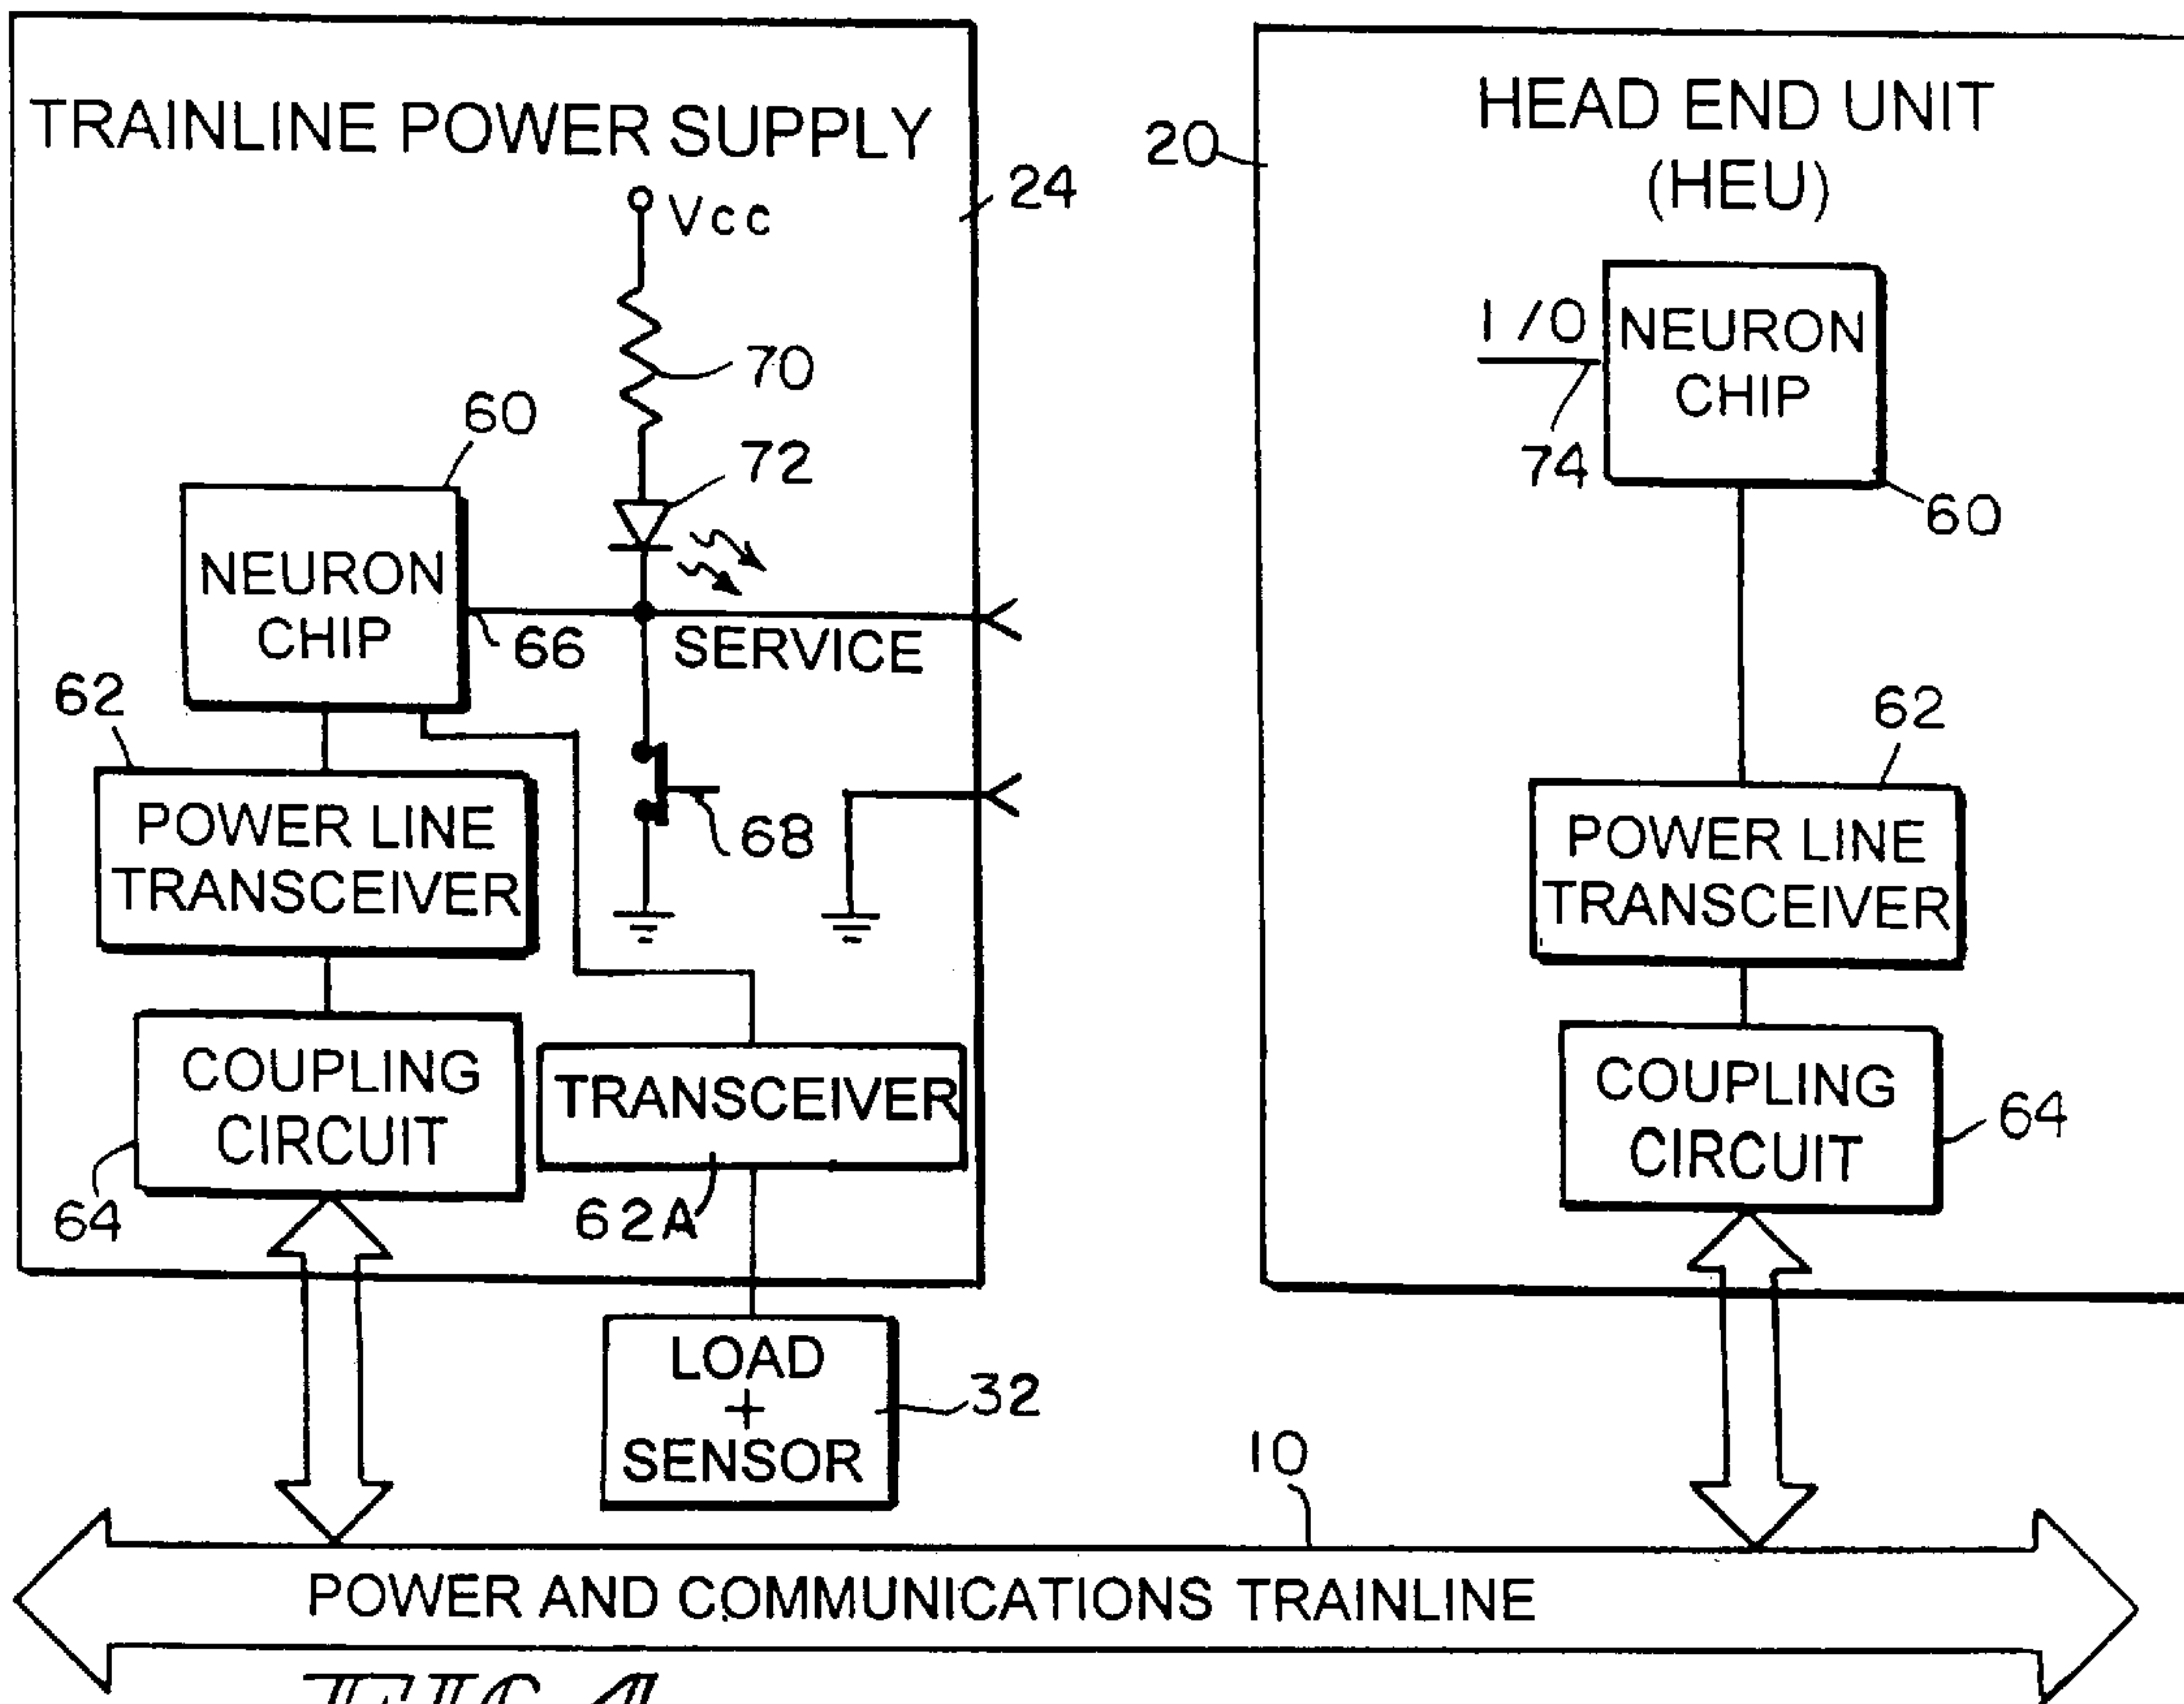 TRAINLINE POWER SUPPLY
24
Vcc
70
72
60
NEURON
CHIP
66
SERVICE
62
POWER LINE
TRANSCEIVER
68
COUPLING
CIRCUIT
64
TRANSCEIVER
62A
LOAD
+
SENSOR
32
20
HEAD END UNIT
(HEU)
I/O
74
NEURON
CHIP
60
62
POWER LINE
TRANSCEIVER
COUPLING
CIRCUIT
64
10
POWER AND COMMUNICATIONS TRAINLINE